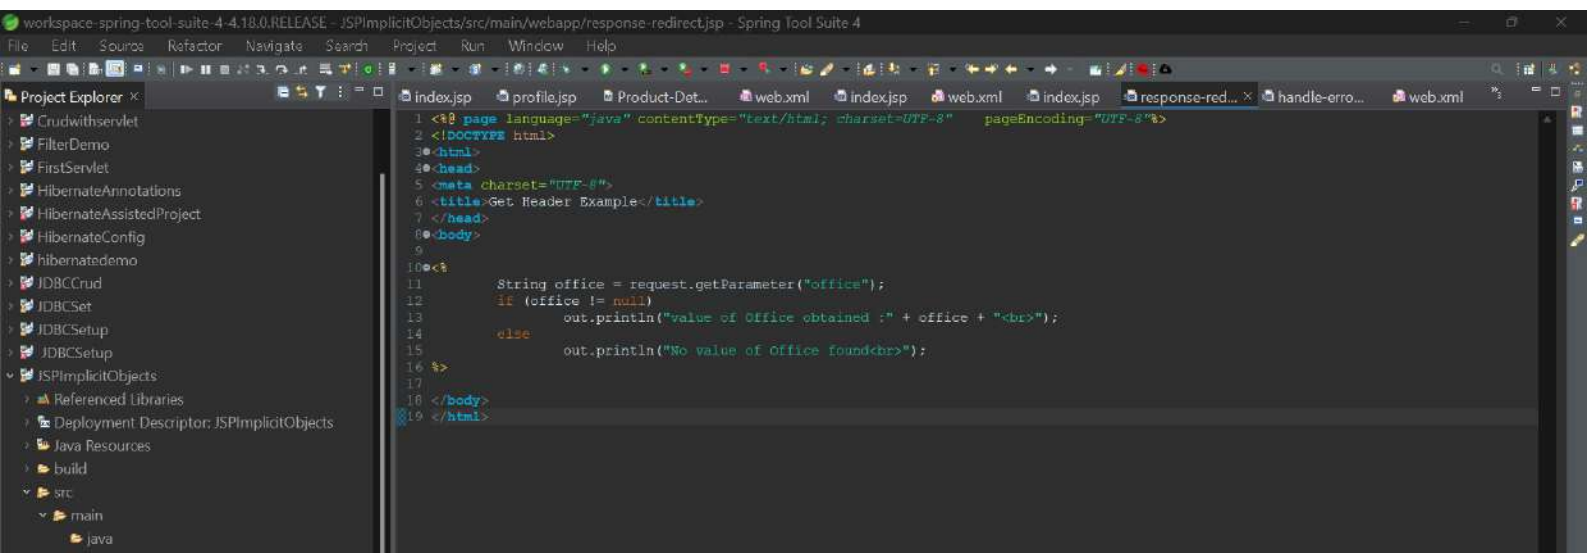 workspace-spring-tool-suite-4-4.18.0.RELEASE - JSPImplicitObjects/src/main/webapp/response-redirect.jsp - Spring Tool Suite 4
File Edit Source Refactor Navigate Search Project Run Window Help
Project Explorer
index.jsp profile.jsp Product-Det... web.xml index.jsp web.xml index.jsp response-red... handle-erro... web.xml
Crudwithservlet
FilterDemo
FirstServlet
HibernateAnnotations
HibernateAssistedProject
HibernateConfig
hibernatedemo
JDBCCrud
JDBCSet
JDBCSetup
JDBCSetup
JSPImplicitObjects
Referenced Libraries
Deployment Descriptor: JSPImplicitObjects
Java Resources
build
src
main
java
1 <%@ page language="java" contentType="text/html; charset=UTF-8" pageEncoding="UTF-8"%>
2 <!DOCTYPE html>
3 <html>
4 <head>
5 <meta charset="UTF-8">
6 <title>Get Header Example</title>
7 </head>
8 <body>
9
10 <%
11 String office = request.getParameter("office");
12 if (office != null)
13 out.println("value of Office obtained :" + office + "<br>");
14 else
15 out.println("No value of Office found<br>");
16 %>
17
18 </body>
19 </html>